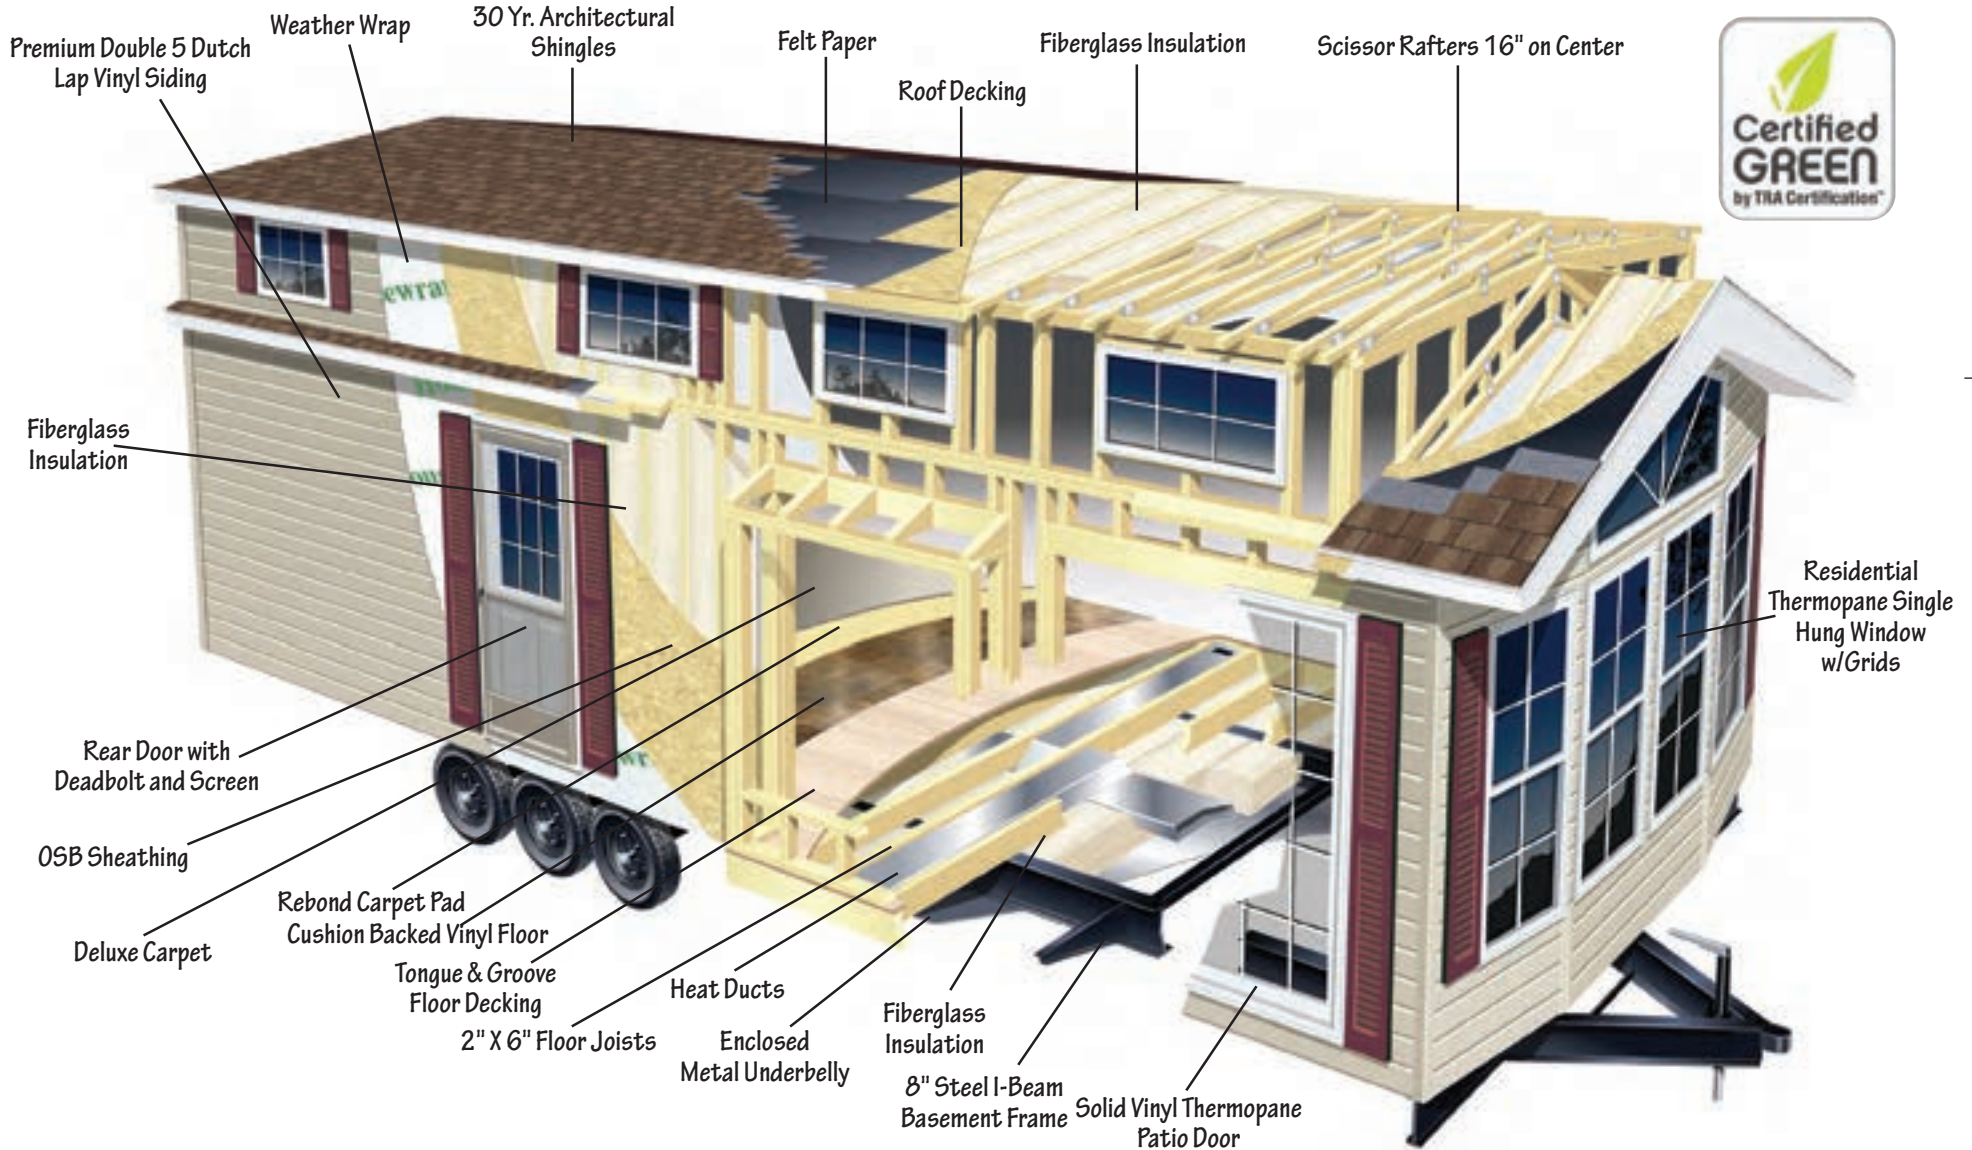 Premium Double 5 Dutch
Lap Vinyl Siding
Weather Wrap
30 Yr. Architectural
Shingles
Felt Paper
Roof Decking
Fiberglass Insulation
Scissor Rafters 16" on Center
Certified
GREEN
by TRA Certification™
ewra
Fiberglass
Insulation
Residential
Thermopane Single
Hung Window
w/Grids
Rear Door with
Deadbolt and Screen
OSB Sheathing
Deluxe Carpet
Rebond Carpet Pad
Cushion Backed Vinyl Floor
Tongue & Groove
Floor Decking
2" X 6" Floor Joists
Heat Ducts
Enclosed
Metal Underbelly
Fiberglass
Insulation
8" Steel I-Beam
Basement Frame
Solid Vinyl Thermopane
Patio Door